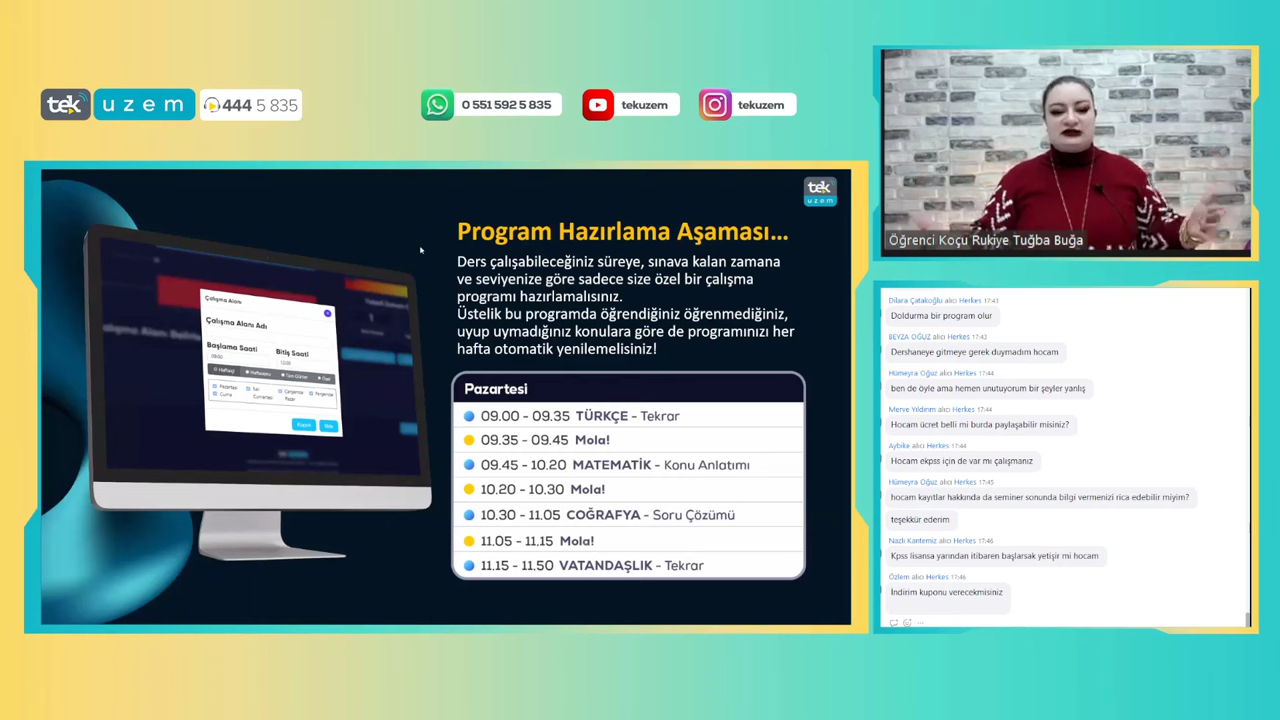 tek
uzem
444 5 835
0 551 592 5 835
tekuzem
tekuzem
tek
uzem
Program Hazırlama Aşaması...
Ders çalışabileceğiniz süreye, sınava kalan zamana
ve seviyenize göre sadece size özel bir çalışma
programı hazırlamalısınız.
Üstelik bu programda öğrendiğiniz öğrenmediğiniz,
uyup uymadığınız konulara göre de programınızı her
hafta otomatik yenilemelisiniz!
Çalışma Alanı
Çalışma Alanı Adı
Başlama Saati
Bitiş Saati
Pazartesi
09.00 - 09.35 TÜRKÇE - Tekrar
09.35 - 09.45 Mola!
09.45 - 10.20 MATEMATİK - Konu Anlatımı
10.20 - 10.30 Mola!
10.30 - 11.05 COĞRAFYA - Soru Çözümü
11.05 - 11.15 Mola!
11.15 - 11.50 VATANDAŞLIK - Tekrar
Öğrenci Koçu Rukiye Tuğba Buğa
Dilara Çatakoğlu alıcı Herkes 17:43
Doldurma bir program olur
BEYZA OĞUZ alıcı Herkes 17:43
Dershaneye gitmeye gerek duymadım hocam
Hümeyra Oğuz alıcı Herkes 17:44
ben de öyle ama hemen unutuyorum bir şeyler yanlış
Merve Yıldırım alıcı Herkes 17:44
Hocam ücret belli mi burda paylaşabilir misiniz?
Aybike alıcı Herkes 17:44
Hocam ekpss için de var mı çalışmanız
Hümeyra Oğuz alıcı Herkes 17:45
hocam kayıtlar hakkında da seminer sonunda bilgi vermenizi rica edebilir miyim?
teşekkür ederim
Nazlı Kantemiz alıcı Herkes 17:46
Kpss lisansa yarından itibaren başlarsak yetişir mi hocam
Özlem alıcı Herkes 17:46
İndirim kuponu verecekmisiniz